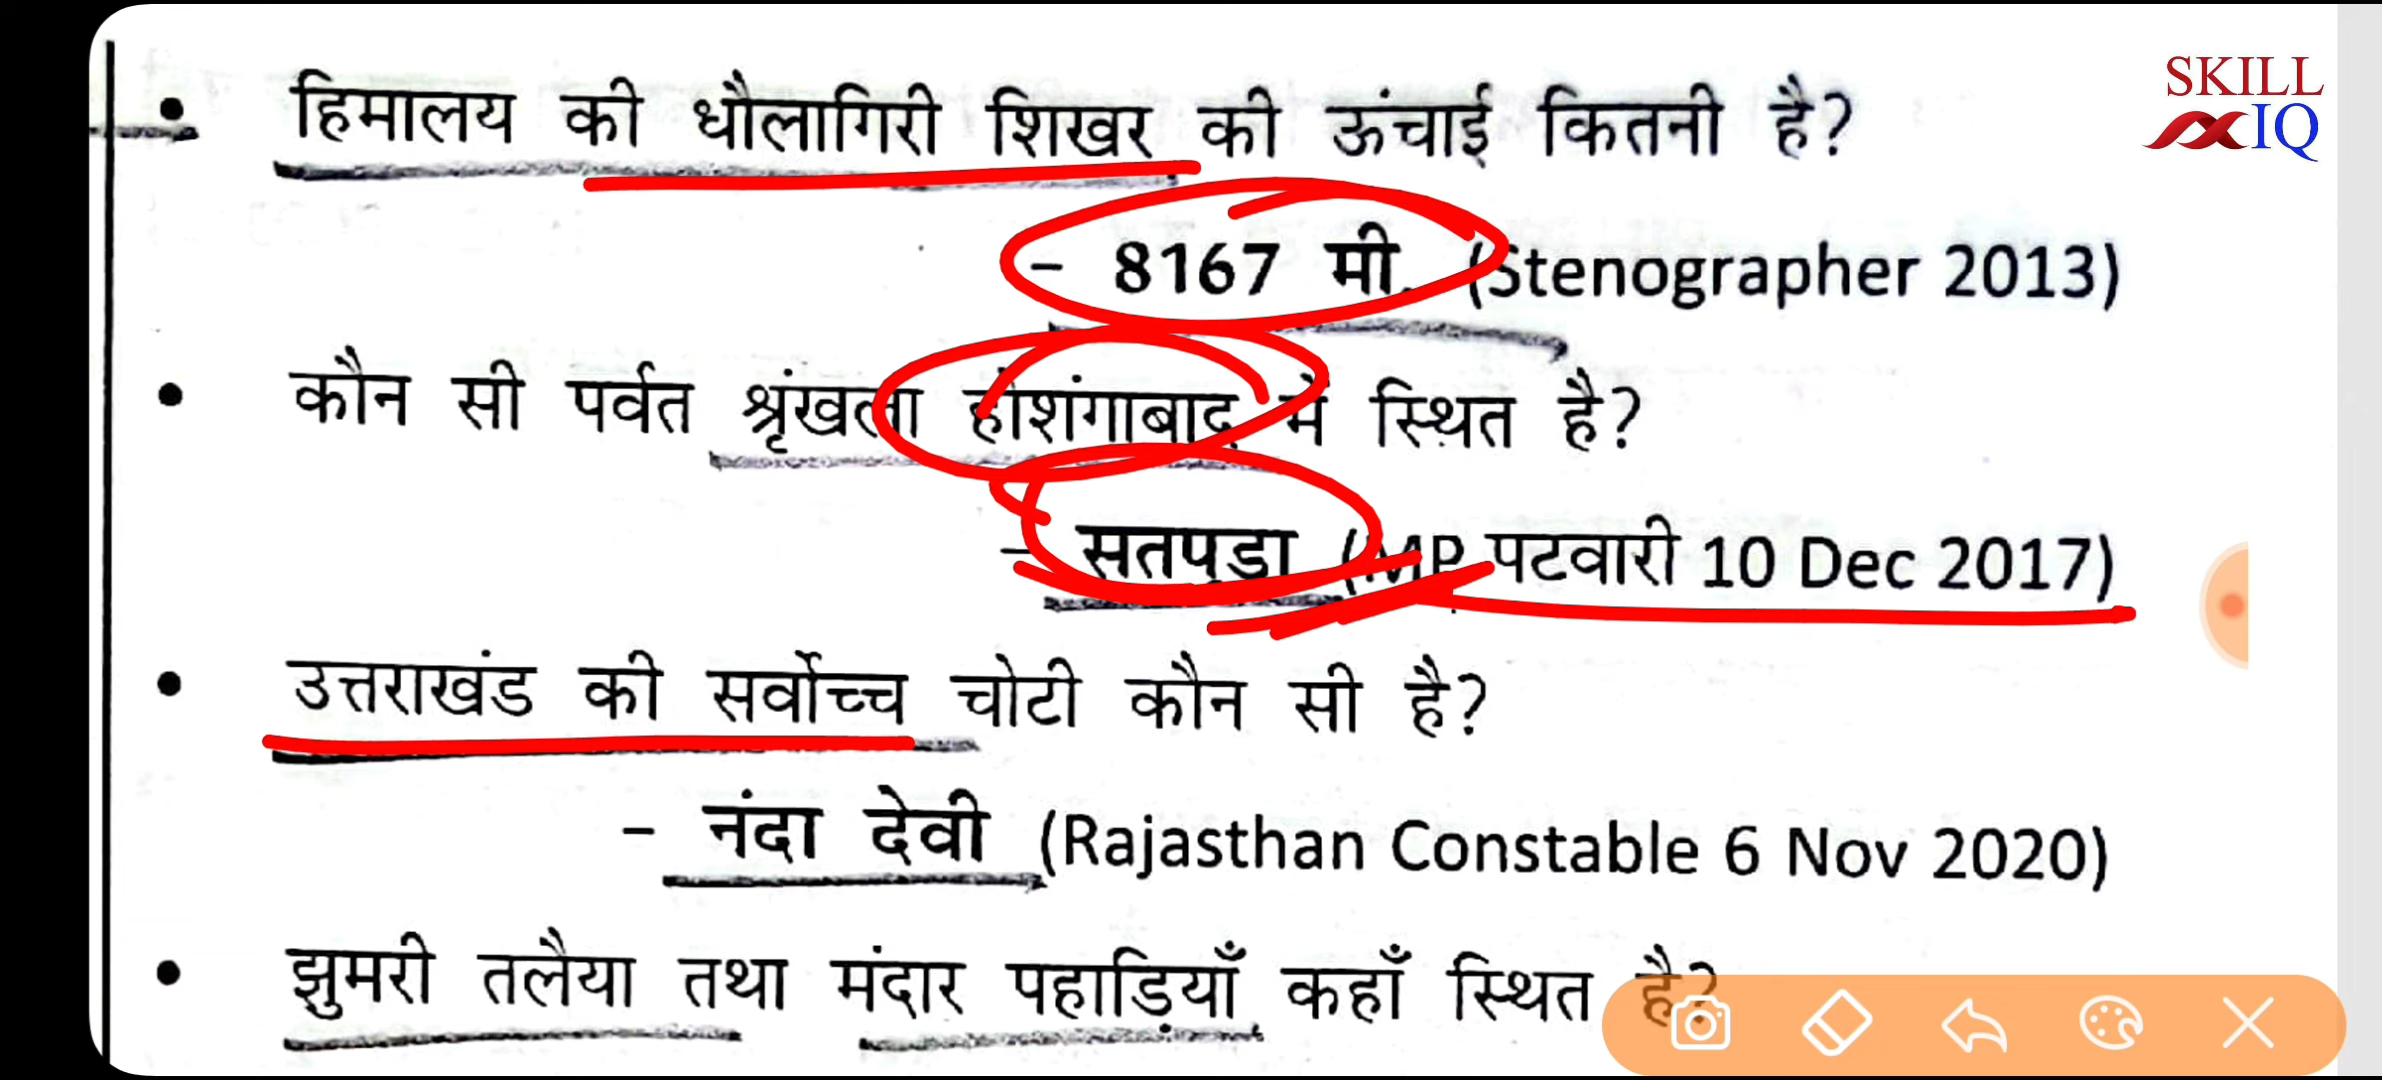 SKILL
IQ
• हिमालय की धौलागिरी शिखर की ऊंचाई कितनी है?
– 8167 मी. (Stenographer 2013)
• कौन सी पर्वत श्रृंखला होशंगाबाद में स्थित है?
– सतपुड़ा (MP पटवारी 10 Dec 2017)
• उत्तराखंड की सर्वोच्च चोटी कौन सी है?
– नंदा देवी (Rajasthan Constable 6 Nov 2020)
• झुमरी तलैया तथा मंदार पहाड़ियाँ कहाँ स्थित है?